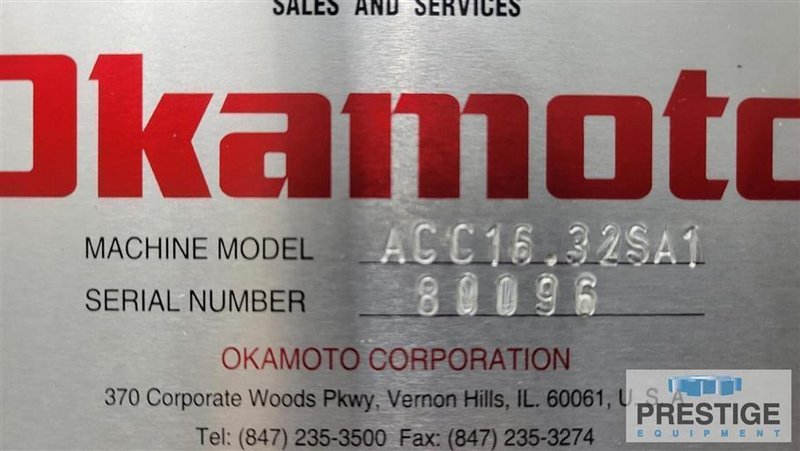 SALES AND SERVICES
Okamoto
MACHINE MODEL ACC16.32SA1
SERIAL NUMBER 80096
OKAMOTO CORPORATION
370 Corporate Woods Pkwy, Vernon Hills, IL. 60061, U.S.A.
Tel: (847) 235-3500 Fax: (847) 235-3274
PRESTIGE
EQUIPMENT